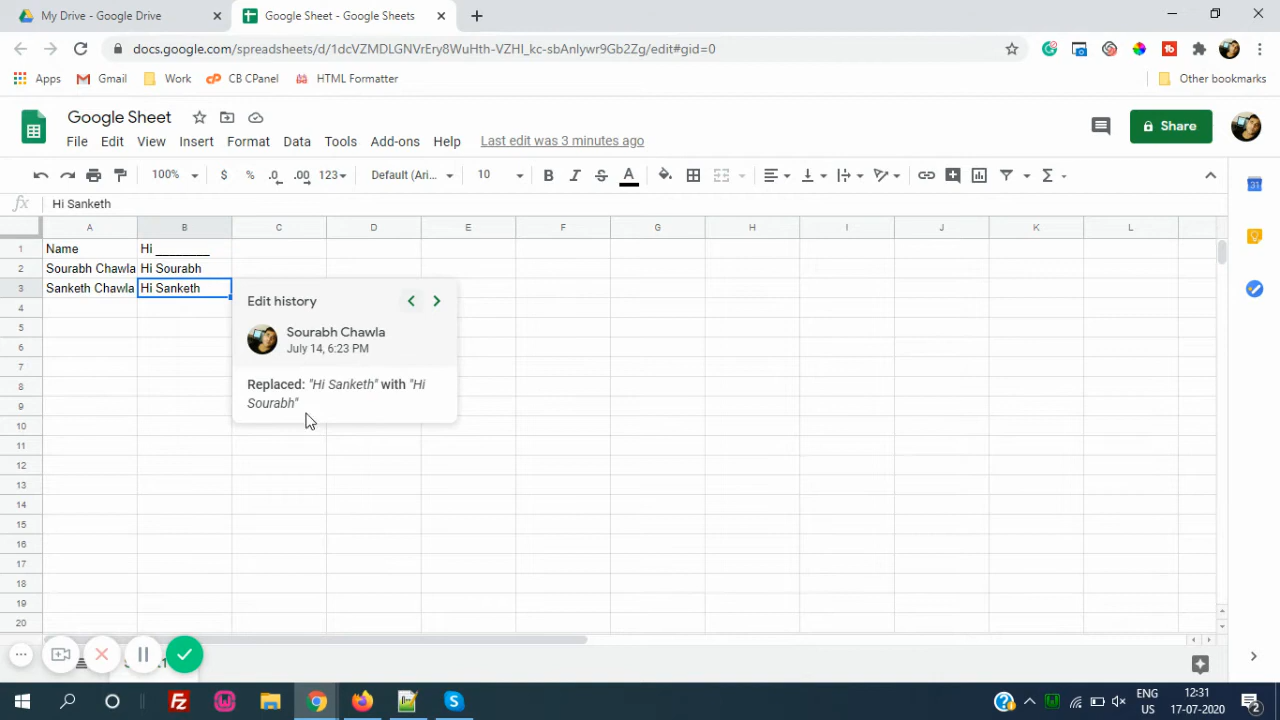 My Drive - Google Drive
Google Sheet - Google Sheets
docs.google.com/spreadsheets/d/1dcVZMDLGNVrEry8WuHth-VZHI_kc-sbAnlywr9Gb2Zg/edit#gid=0
Apps Gmail Work CB CPanel HTML Formatter Other bookmarks
Google Sheet
File Edit View Insert Format Data Tools Add-ons Help Last edit was 3 minutes ago
Share
100% $ % .0 .00 123 Default (Ari... 10 B I S A
31
fx Hi Sanketh
A B C D E F G H I J K L
1 Name Hi ________
2 Sourabh Chawla Hi Sourabh
3 Sanketh Chawla Hi Sanketh
4
5
6
7
8
9
10
11
12
13
14
15
16
17
18
19
20
Edit history
Sourabh Chawla
July 14, 6:23 PM
Replaced: "Hi Sanketh" with "Hi
Sourabh"
ENG
US
12:31
17-07-2020
2